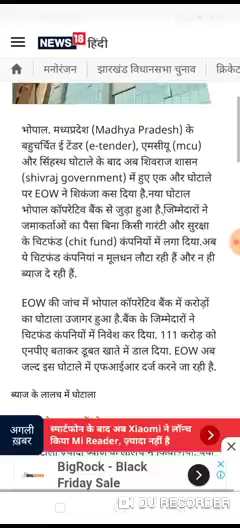 NEWS18 हिंदी
मनोरंजन झारखंड विधानसभा चुनाव क्रिकेट
भोपाल. मध्यप्रदेश (Madhya Pradesh) के
बहुचर्चित ई टेंडर (e-tender), एमसीयू (mcu)
और सिंहस्थ घोटाले के बाद अब शिवराज शासन
(shivraj government) में हुए एक और घोटाले
पर EOW ने शिकंजा कस दिया है.नया घोटाला
भोपाल कॉपरेटिव बैंक से जुड़ा हुआ है.ज़िम्मेदारों ने
जमाकर्ताओं का पैसा बिना किसी गारंटी और सुरक्षा
के चिटफंड (chit fund) कंपनियों में लगा दिया.अब
ये चिटफंड कंपनियां न मूलधन लौटा रही हैं और न ही
ब्याज दे रही हैं.
EOW की जांच में भोपाल कॉपरेटिव बैंक में करोड़ों
का घोटाला उजागर हुआ है.बैंक के जिम्मेदारों ने
चिटफंड कंपनियों में निवेश कर दिया. 111 करोड़ को
एनपीए बताकर डूबत खाते में डाल दिया. EOW अब
जल्द इस घोटाले में एफआईआर दर्ज करने जा रही है.
ब्याज के लालच में घोटाला
अगली
ख़बर
स्मार्टफोन के बाद अब Xiaomi ने लॉन्च
किया Mi Reader, ज़्यादा नहीं है
BigRock - Black
Friday Sale
BIGROCK
DU RECORDER